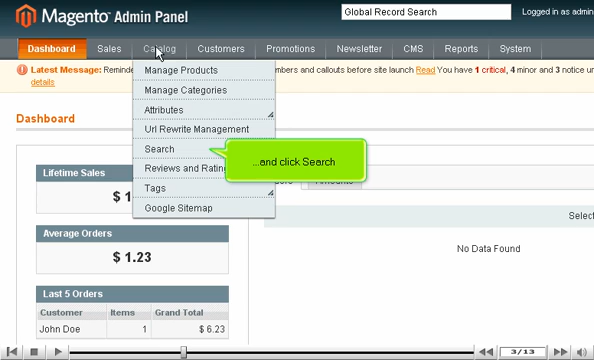 Magento Admin Panel
Global Record Search
Logged in as admin
Dashboard Sales Catalog Customers Promotions Newsletter CMS Reports System
Latest Message: Reminde
mbers and callouts before site launch Read You have 1 critical, 4 minor and 3 notice un
details
Manage Products
Manage Categories
Attributes
Url Rewrite Management
Search
Reviews and Ratin
Tags
Google Sitemap
...and click Search
Dashboard
Lifetime Sales
$ 1
Average Orders
$ 1.23
Last 5 Orders
Customer Items Grand Total
John Doe 1 $ 6.23
Amounts
Select
No Data Found
3/13